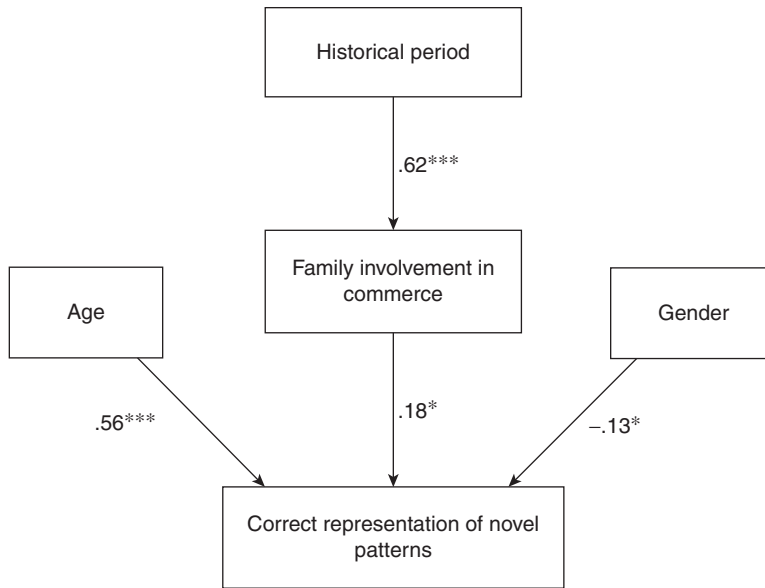 Historical period
.62***
Family involvement in
commerce
Age
Gender
.56***
.18*
–.13*
Correct representation of novel
patterns